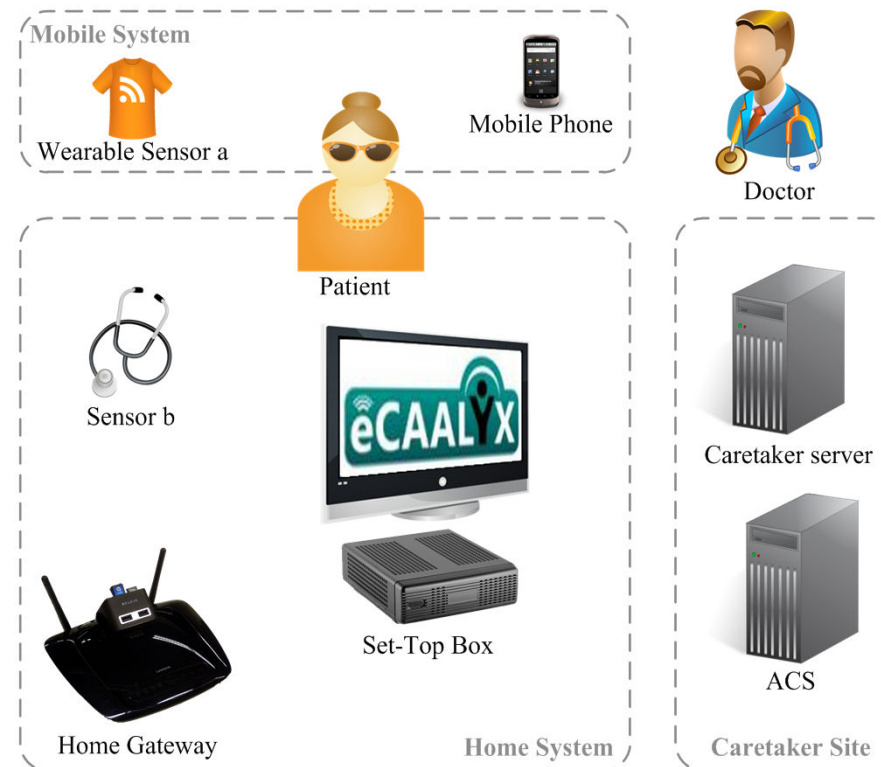 Mobile System
Wearable Sensor a
Mobile Phone
Doctor
Patient
Sensor b
eCAALYX
Caretaker server
Set-Top Box
ACS
Home Gateway
Home System
Caretaker Site